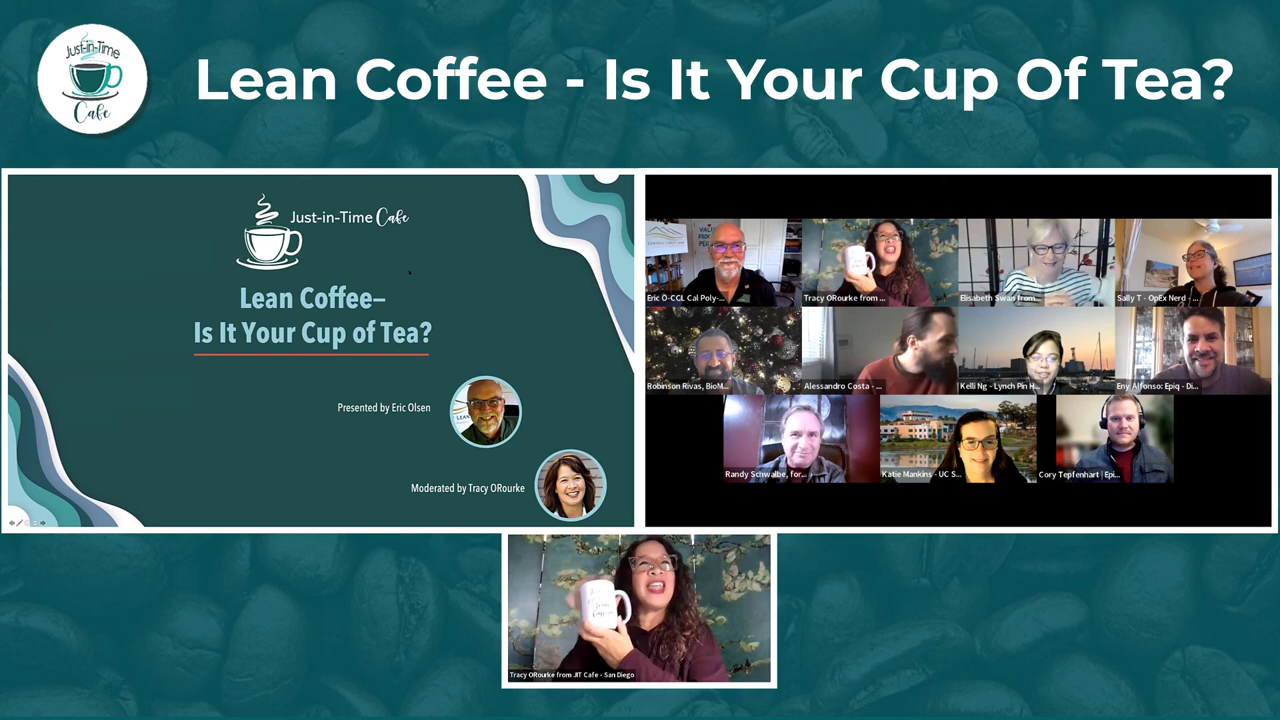 Just-in-Time
Cafe
Lean Coffee - Is It Your Cup Of Tea?
Just-in-Time Cafe
Lean Coffee–
Is It Your Cup of Tea?
Presented by Eric Olsen
LEAN
Moderated by Tracy ORourke
Eric O-CGL Cal Poly-...
Tracy ORourke from ...
Elisabeth Swan from...
Sally T - OpEx Nerd - ...
Robinson Rivas, BioM...
Alessandro Costa - ...
Kelli Ng - Lynch Pin H...
Eny Alfonso: Epiq - Di...
Randy Schwalbe, for...
Katie Mankins - UC S...
Cory Tepfenhart | Epi...
Tracy ORourke from JIT Cafe - San Diego